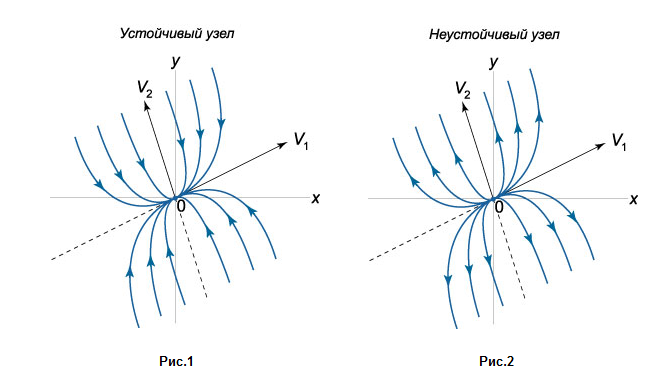 Устойчивый узел
y
V2
V1
x
0
Рис.1
Неустойчивый узел
y
V2
V1
x
0
Рис.2